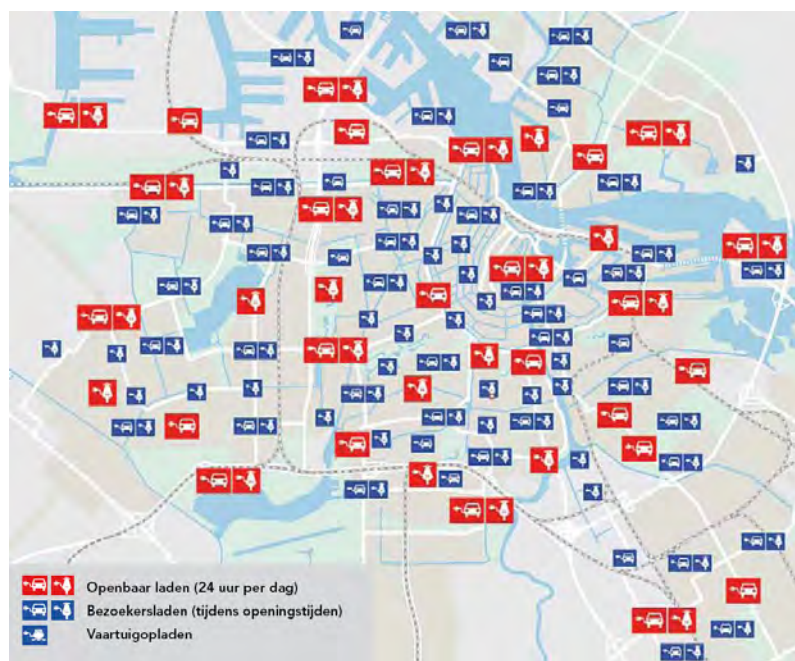 Openbaar laden (24 uur per dag)
Bezoekersladen (tijdens openingstijden)
Vaartuigopladen